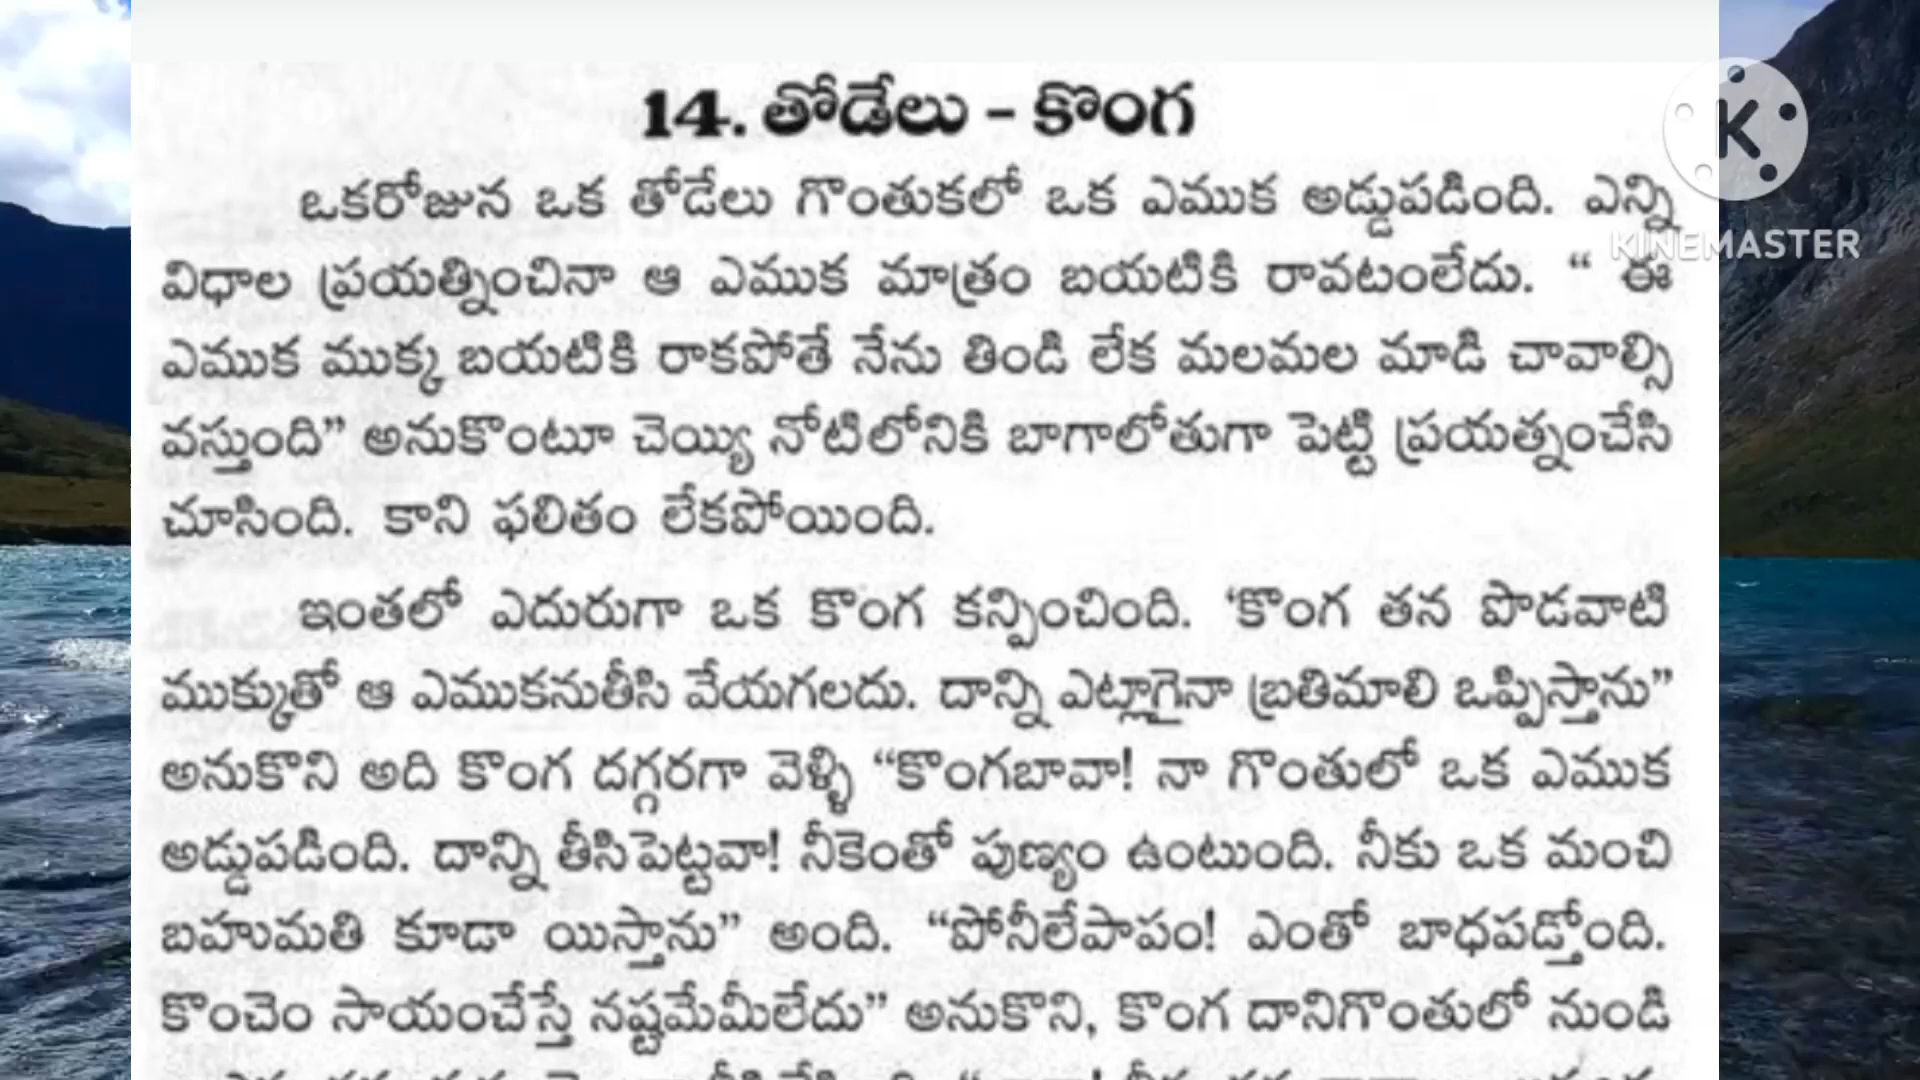 14. తోడేలు - కొంగ
KINEMASTER
ఒకరోజున ఒక తోడేలు గొంతుకలో ఒక ఎముక అడ్డుపడింది. ఎన్ని
విధాల ప్రయత్నించినా ఆ ఎముక మాత్రం బయటికి రావటంలేదు. “ ఈ
ఎముక ముక్క బయటికి రాకపోతే నేను తిండి లేక మలమల మాడి చావాల్సి
వస్తుంది” అనుకొంటూ చెయ్యి నోటిలోనికి బాగాలోతుగా పెట్టి ప్రయత్నంచేసి
చూసింది. కాని ఫలితం లేకపోయింది.
ఇంతలో ఎదురుగా ఒక కొంగ కన్పించింది. ‘కొంగ తన పొడవాటి
ముక్కుతో ఆ ఎముకనుతీసి వేయగలదు. దాన్ని ఎట్లాగైనా బ్రతిమాలి ఒప్పిస్తాను”
అనుకొని అది కొంగ దగ్గరగా వెళ్ళి “కొంగబావా! నా గొంతులో ఒక ఎముక
అడ్డుపడింది. దాన్ని తీసిపెట్టవా! నీకెంతో పుణ్యం ఉంటుంది. నీకు ఒక మంచి
బహుమతి కూడా యిస్తాను” అంది. “పోనీలేపాపం! ఎంతో బాధపడ్తోంది.
కొంచెం సాయంచేస్తే నష్టమేమీలేదు” అనుకొని, కొంగ దానిగొంతులో నుండి